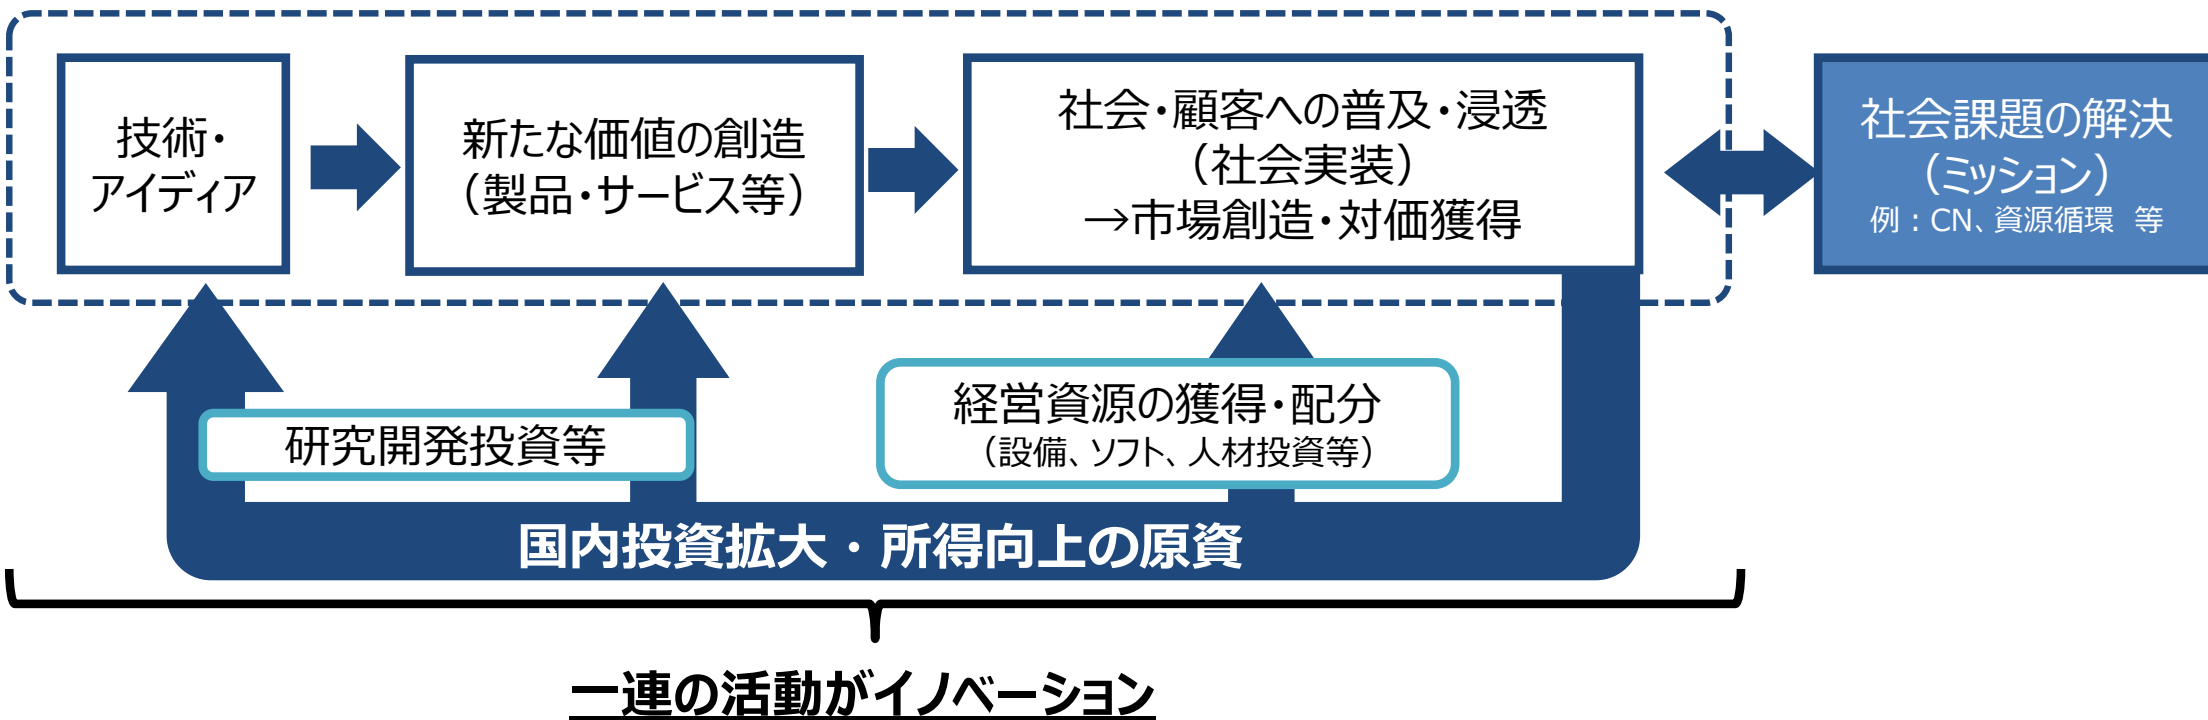 技術・
アイディア
新たな価値の創造
（製品・サービス等）
社会・顧客への普及・浸透
（社会実装）
→市場創造・対価獲得
社会課題の解決
（ミッション）
例：CN、資源循環　等
研究開発投資等
経営資源の獲得・配分
（設備、ソフト、人材投資等）
国内投資拡大・所得向上の原資
一連の活動がイノベーション